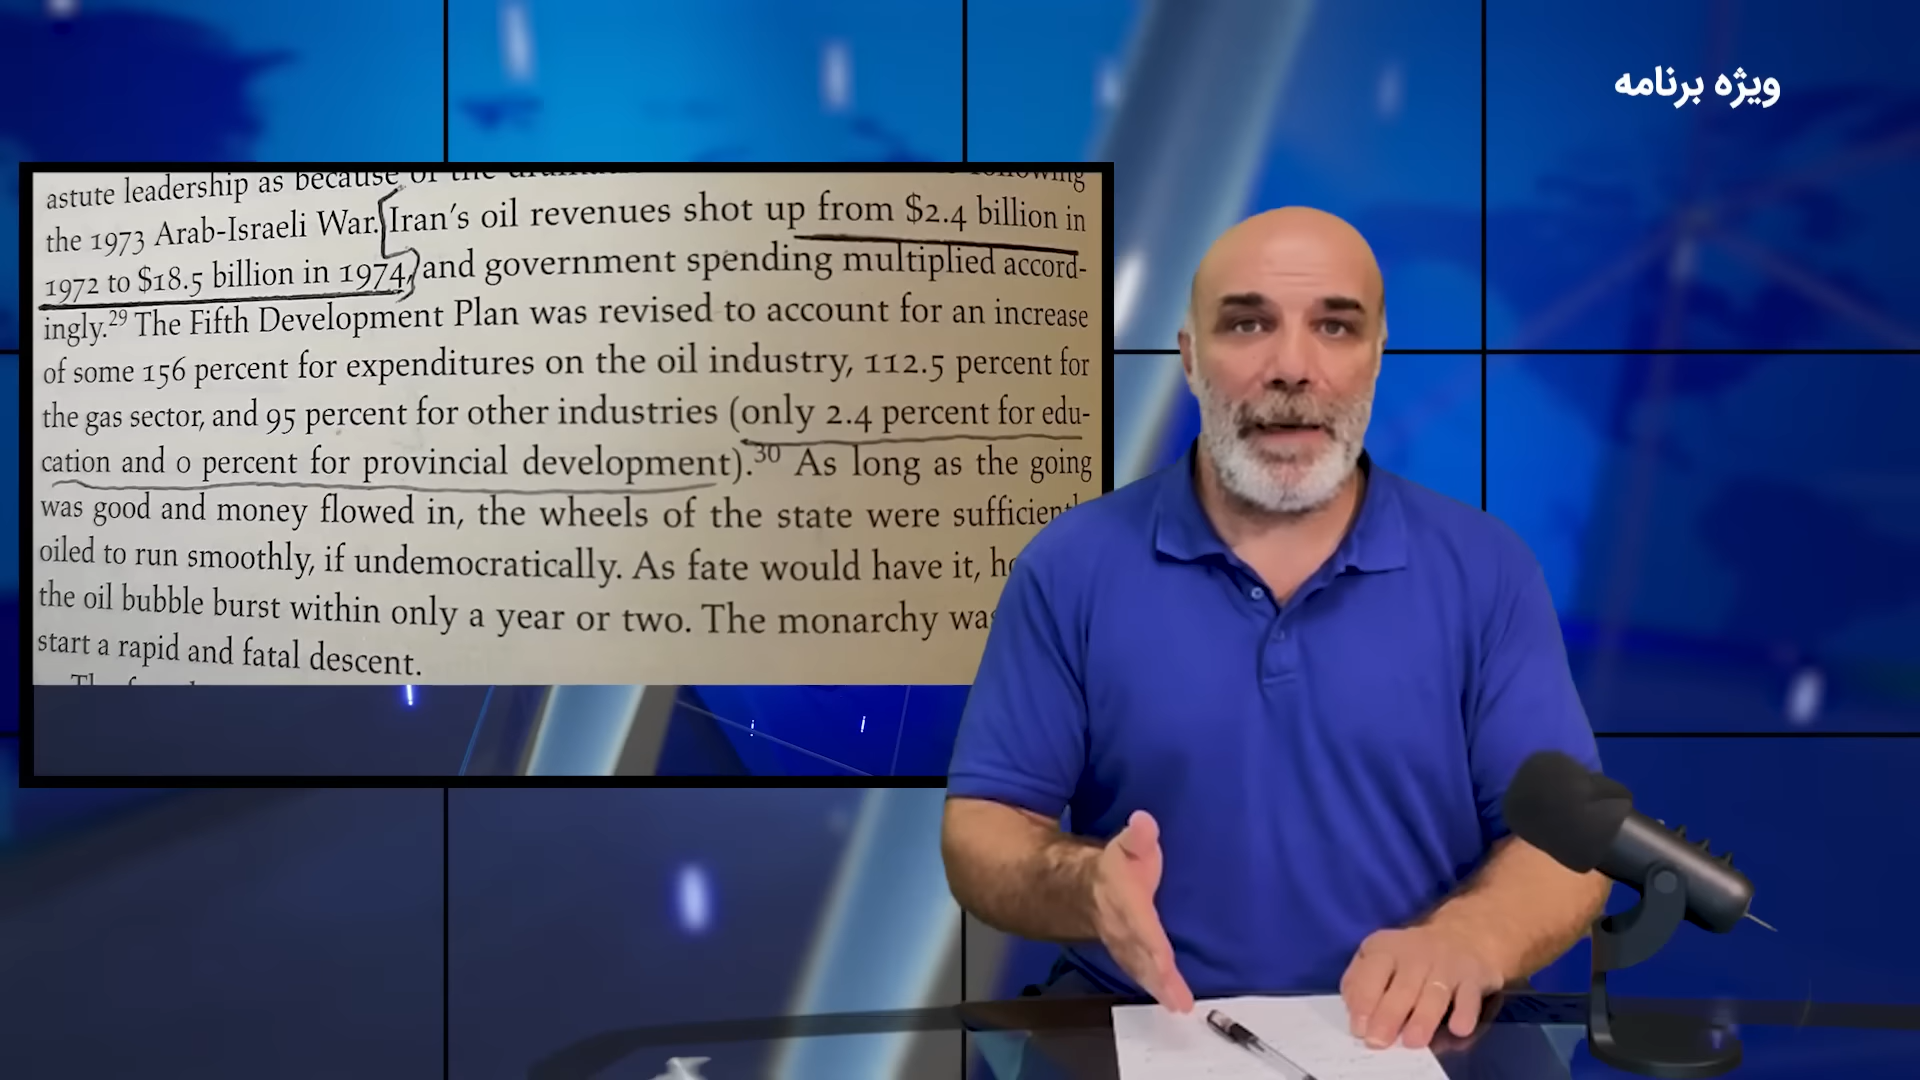 ویژه برنامه
astute leadership as because of the
the 1973 Arab-Israeli War. Iran's oil revenues shot up from $2.4 billion in
1972 to $18.5 billion in 1974, and government spending multiplied accord-
ingly.29 The Fifth Development Plan was revised to account for an increase
of some 156 percent for expenditures on the oil industry, 112.5 percent for
the gas sector, and 95 percent for other industries (only 2.4 percent for edu-
cation and 0 percent for provincial development).30 As long as the going
was good and money flowed in, the wheels of the state were
oiled to run smoothly, if undemocratically. As fate would have it,
the oil bubble burst within only a year or two. The monarchy
start a rapid and fatal descent.